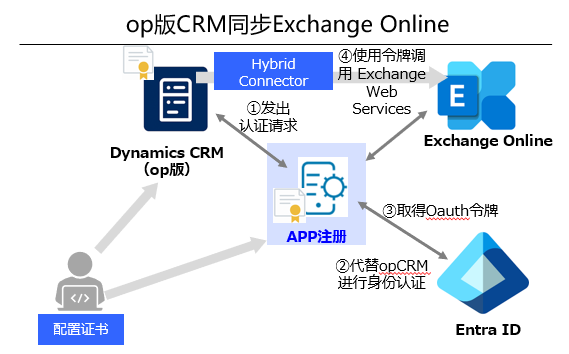 op版CRM同步Exchange Online
Hybrid
Connector
④使用令牌调
用 Exchange
Web
Services
①发出
认证请求
E
Exchange Online
Dynamics CRM
（op版）
APP注册
③取得Oauth令牌
②代替opCRM
进行身份认证
</>
配置证书
Entra ID